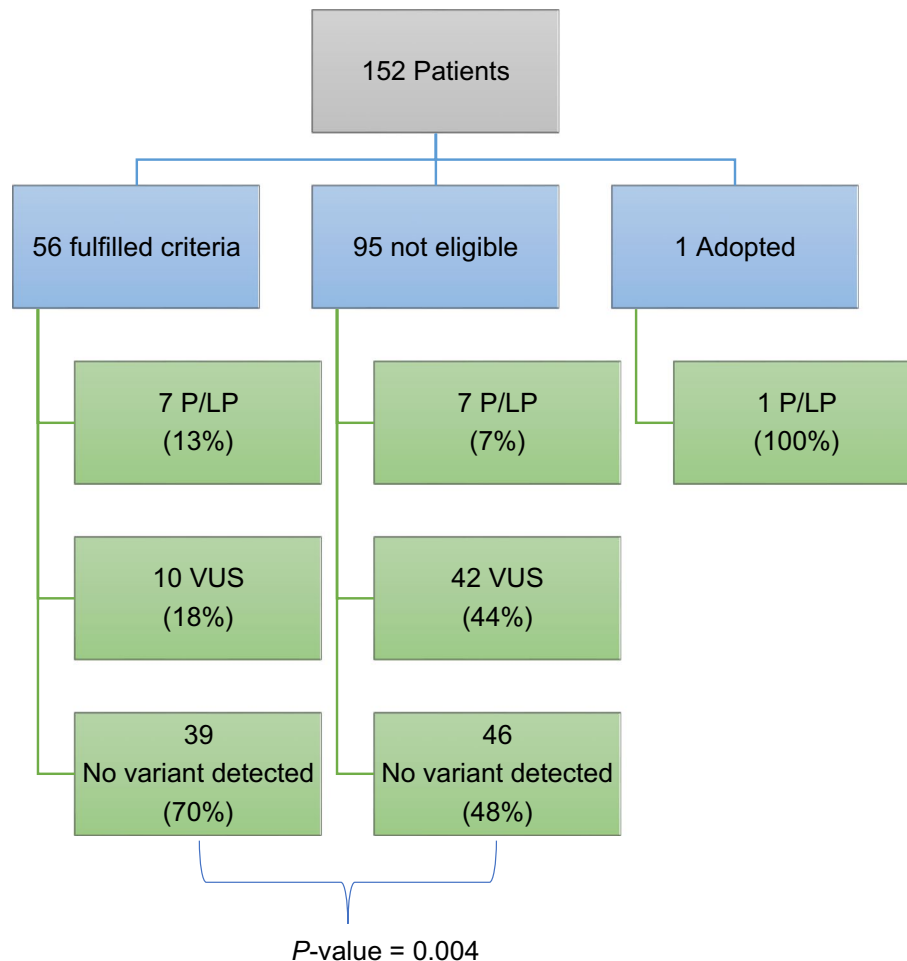 152 Patients
56 fulfilled criteria
95 not eligible
1 Adopted
7 P/LP
(13%)
7 P/LP
(7%)
1 P/LP
(100%)
10 VUS
(18%)
42 VUS
(44%)
39
No variant detected
(70%)
46
No variant detected
(48%)
P-value = 0.004